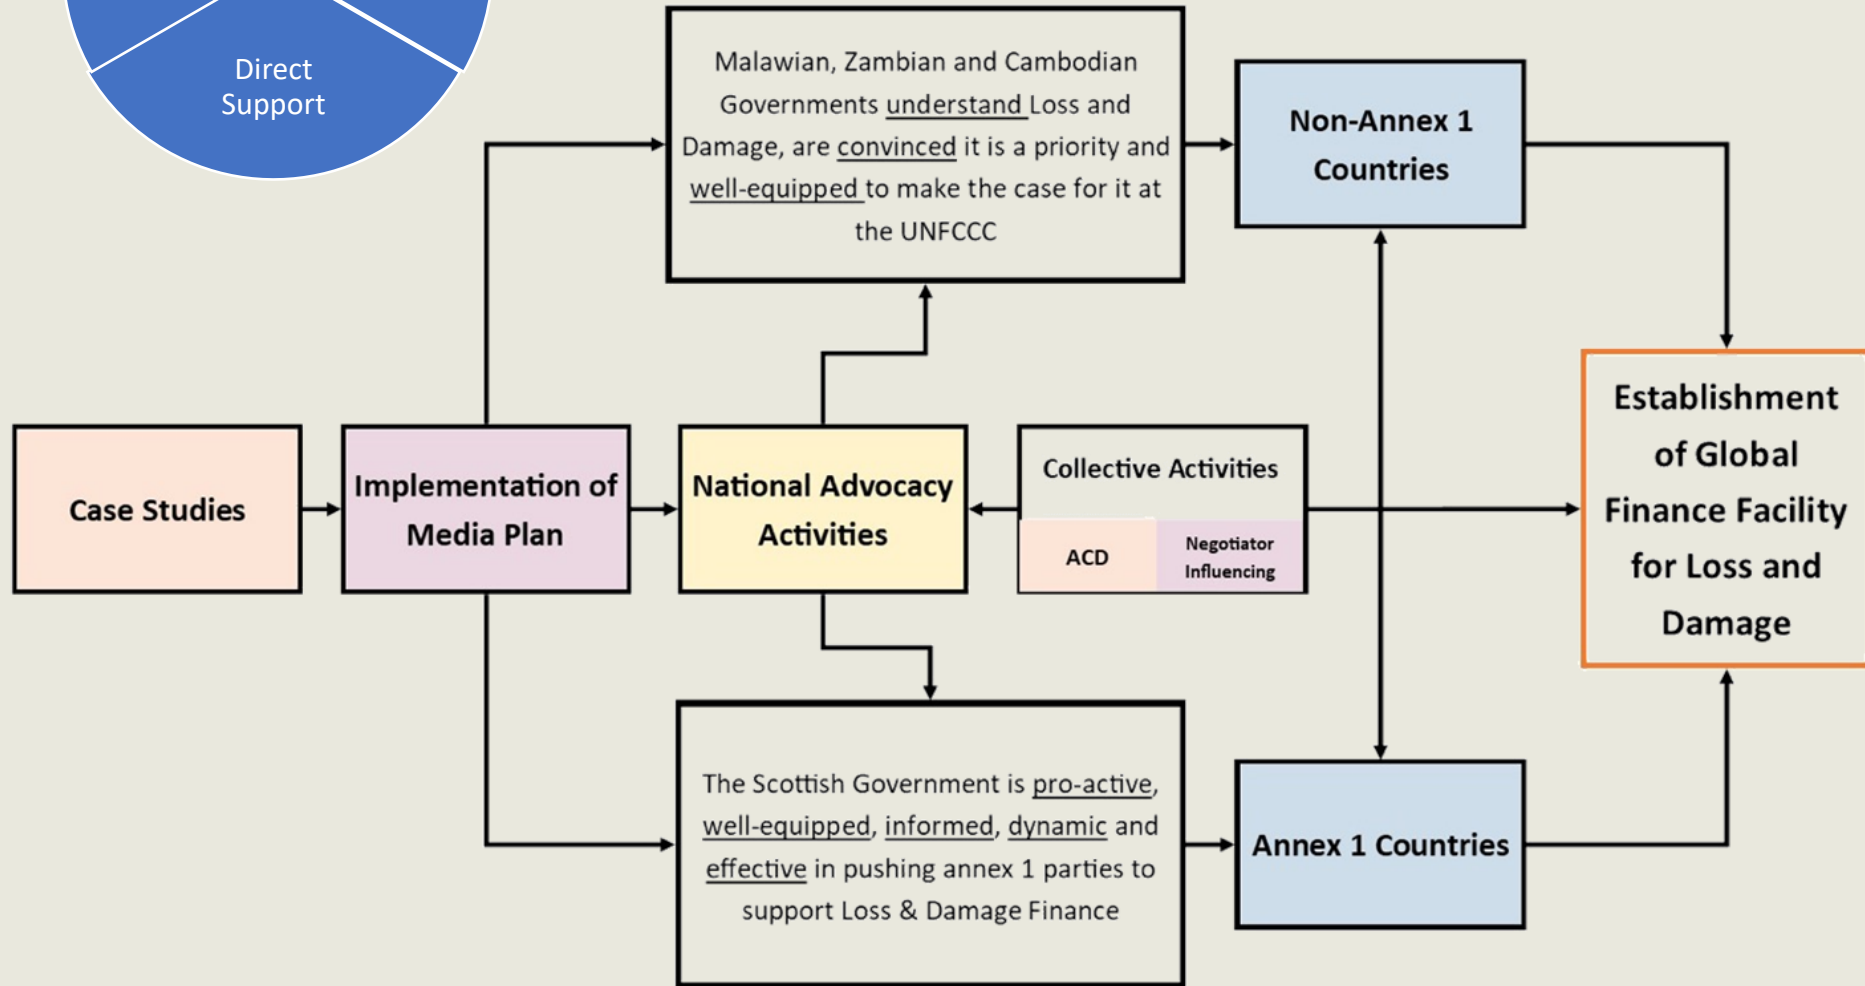 Direct
Support
Malawian, Zambian and Cambodian
Governments understand Loss and
Damage, are convinced it is a priority and
well-equipped to make the case for it at
the UNFCCC
Non-Annex 1
Countries
Case Studies
Implementation of
Media Plan
National Advocacy
Activities
Collective Activities
ACD
Negotiator
Influencing
Establishment
of Global
Finance Facility
for Loss and
Damage
The Scottish Government is pro-active,
well-equipped, informed, dynamic and
effective in pushing annex 1 parties to
support Loss & Damage Finance
Annex 1 Countries